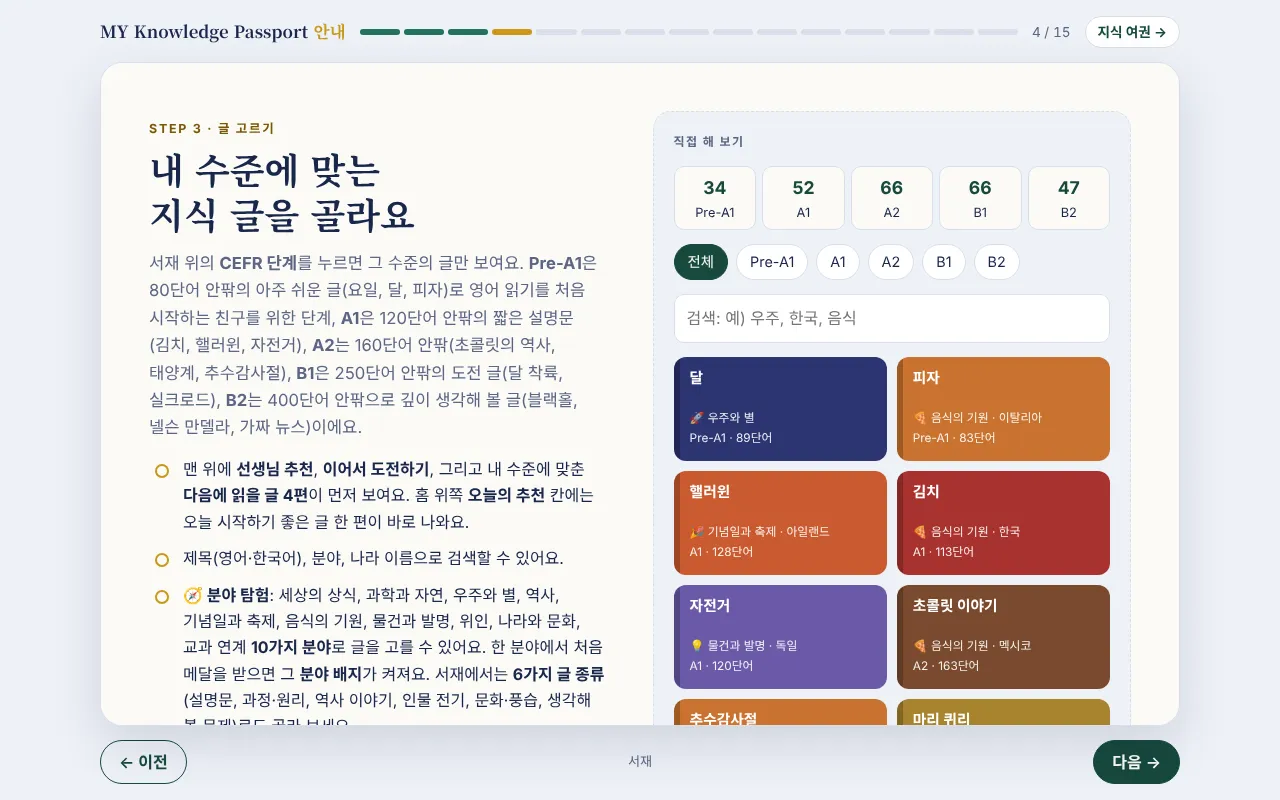 MY Knowledge Passport 안내
4 / 15
지식 여권 →
STEP 3 · 글 고르기
내 수준에 맞는
지식 글을 골라요
서재 위의 CEFR 단계를 누르면 그 수준의 글만 보여요. Pre-A1은
80단어 안팎의 아주 쉬운 글(요일, 달, 피자)로 영어 읽기를 처음
시작하는 친구를 위한 단계, A1은 120단어 안팎의 짧은 설명문
(김치, 핼러윈, 자전거), A2는 160단어 안팎(초콜릿의 역사,
태양계, 추수감사절), B1은 250단어 안팎의 도전 글(달 착륙,
실크로드), B2는 400단어 안팎으로 깊이 생각해 볼 글(블랙홀,
넬슨 만델라, 가짜 뉴스)이에요.
맨 위에 선생님 추천, 이어서 도전하기, 그리고 내 수준에 맞춘
다음에 읽을 글 4편이 먼저 보여요. 홈 위쪽 오늘의 추천 칸에는
오늘 시작하기 좋은 글 한 편이 바로 나와요.
제목(영어·한국어), 분야, 나라 이름으로 검색할 수 있어요.
🧭 분야 탐험: 세상의 상식, 과학과 자연, 우주와 별, 역사,
기념일과 축제, 음식의 기원, 물건과 발명, 위인, 나라와 문화,
교과 연계 10가지 분야로 글을 고를 수 있어요. 한 분야에서 처음
메달을 받으면 그 분야 배지가 켜져요. 서재에서는 6가지 글 종류
(설명문, 과정·원리, 역사 이야기, 인물 전기, 문화·풍습, 생각해
볼 문제)로도 골라 보세요.
직접 해 보기
34 52 66 66 47
Pre-A1 A1 A2 B1 B2
전체 Pre-A1 A1 A2 B1 B2
검색: 예) 우주, 한국, 음식
달
🚀 우주와 별
Pre-A1 · 89단어
피자
🍕 음식의 기원 · 이탈리아
Pre-A1 · 83단어
핼러윈
🎉 기념일과 축제 · 아일랜드
A1 · 128단어
김치
🍕 음식의 기원 · 한국
A1 · 113단어
자전거
💡 물건과 발명 · 독일
A1 · 120단어
초콜릿 이야기
🍕 음식의 기원 · 멕시코
A2 · 163단어
추수감사절
마리 퀴리
← 이전
서재
다음 →